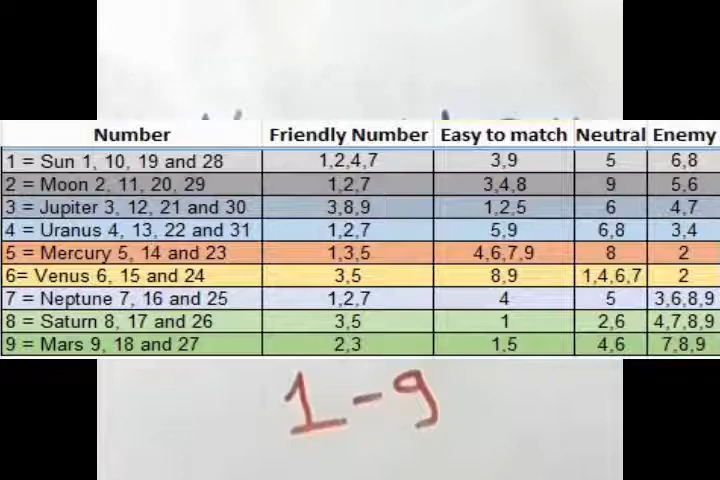 Number Friendly Number Easy to match Neutral Enemy
1 = Sun 1, 10, 19 and 28 1,2,4,7 3,9 5 6,8
2 = Moon 2, 11, 20, 29 1,2,7 3,4,8 9 5,6
3 = Jupiter 3, 12, 21 and 30 3,8,9 1,2,5 6 4,7
4 = Uranus 4, 13, 22 and 31 1,2,7 5,9 6,8 3,4
5 = Mercury 5, 14 and 23 1,3,5 4,6,7,9 8 2
6= Venus 6, 15 and 24 3,5 8,9 1,4,6,7 2
7 = Neptune 7, 16 and 25 1,2,7 4 5 3,6,8,9
8 = Saturn 8, 17 and 26 3,5 1 2,6 4,7,8,9
9 = Mars 9, 18 and 27 2,3 1,5 4,6 7,8,9
1-9